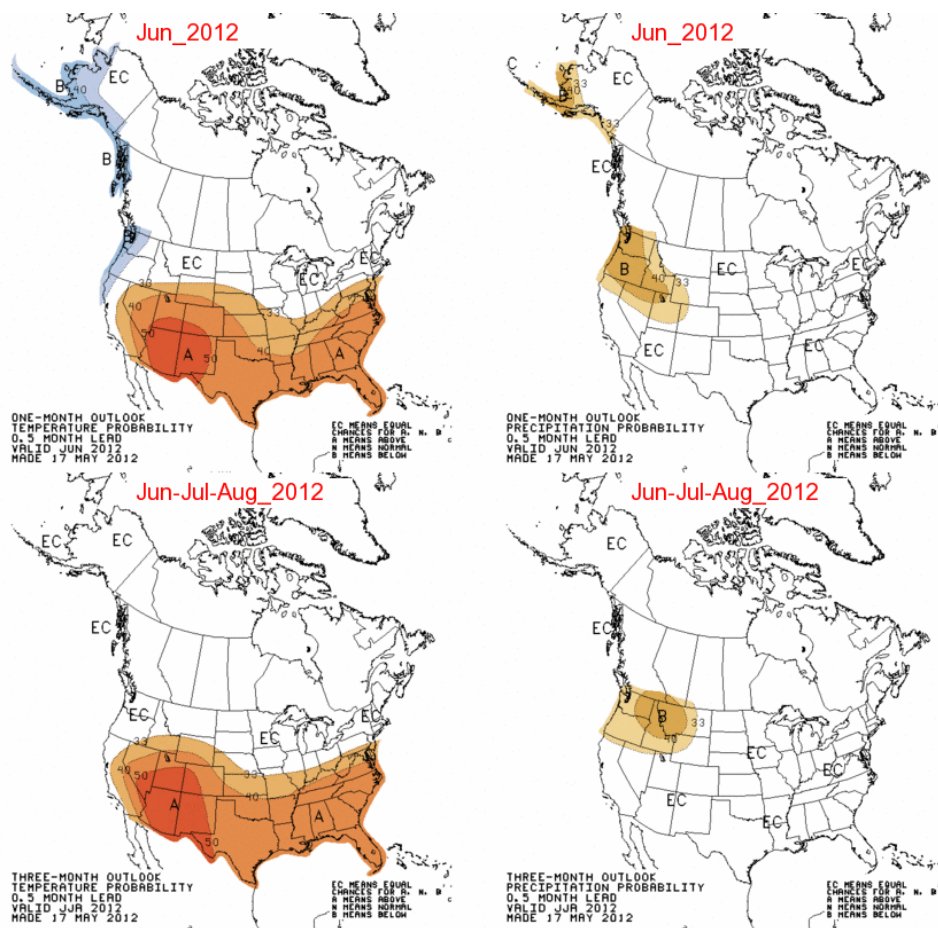 Jun_2012
B
40
EC
B
B
EC
EC
EC
33
33
40
50
40
A
50
A
ONE-MONTH OUTLOOK
TEMPERATURE PROBABILITY
0.5 MONTH LEAD
VALID JUN 2012
MADE 17 MAY 2012
EC MEANS EQUAL
CHANCES FOR A, N, B
A MEANS ABOVE
N MEANS NORMAL
B MEANS BELOW
Jun_2012
C
33
40
B
EC
33
EC
B
40
33
EC
EC
EC
EC
ONE-MONTH OUTLOOK
PRECIPITATION PROBABILITY
0.5 MONTH LEAD
VALID JUN 2012
MADE 17 MAY 2012
EC MEANS EQUAL
CHANCES FOR A, N, B
A MEANS ABOVE
N MEANS NORMAL
B MEANS BELOW
Jun-Jul-Aug_2012
EC
EC
EC
EC
EC
EC
33
40
50
33
40
A
A
50
THREE-MONTH OUTLOOK
TEMPERATURE PROBABILITY
0.5 MONTH LEAD
VALID JJA 2012
MADE 17 MAY 2012
EC MEANS EQUAL
CHANCES FOR A, N, B
A MEANS ABOVE
N MEANS NORMAL
B MEANS BELOW
Jun-Jul-Aug_2012
EC
EC
B
33
40
EC
EC
EC
EC
THREE-MONTH OUTLOOK
PRECIPITATION PROBABILITY
0.5 MONTH LEAD
VALID JJA 2012
MADE 17 MAY 2012
EC MEANS EQUAL
CHANCES FOR A, N, B
A MEANS ABOVE
N MEANS NORMAL
B MEANS BELOW